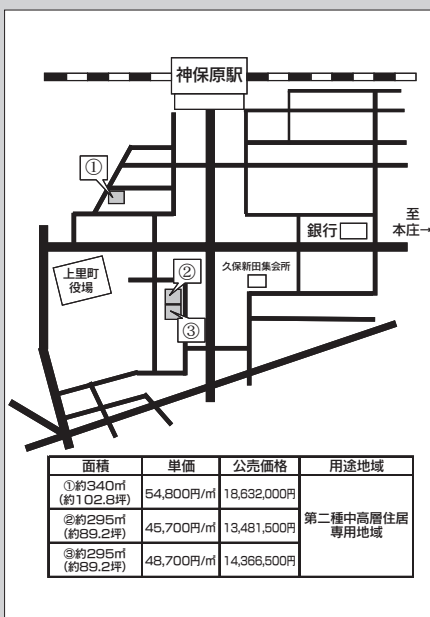 神保原駅
①
銀行
至
本庄→
上里町
役場
②
久保新田集会所
③
面積 単価 公売価格 用途地域
①約340㎡
(約102.8坪)
54,800円/㎡ 18,632,000円
②約295㎡
(約89.2坪)
45,700円/㎡ 13,481,500円
③約295㎡
(約89.2坪)
48,700円/㎡ 14,366,500円
第二種中高層住居
専用地域